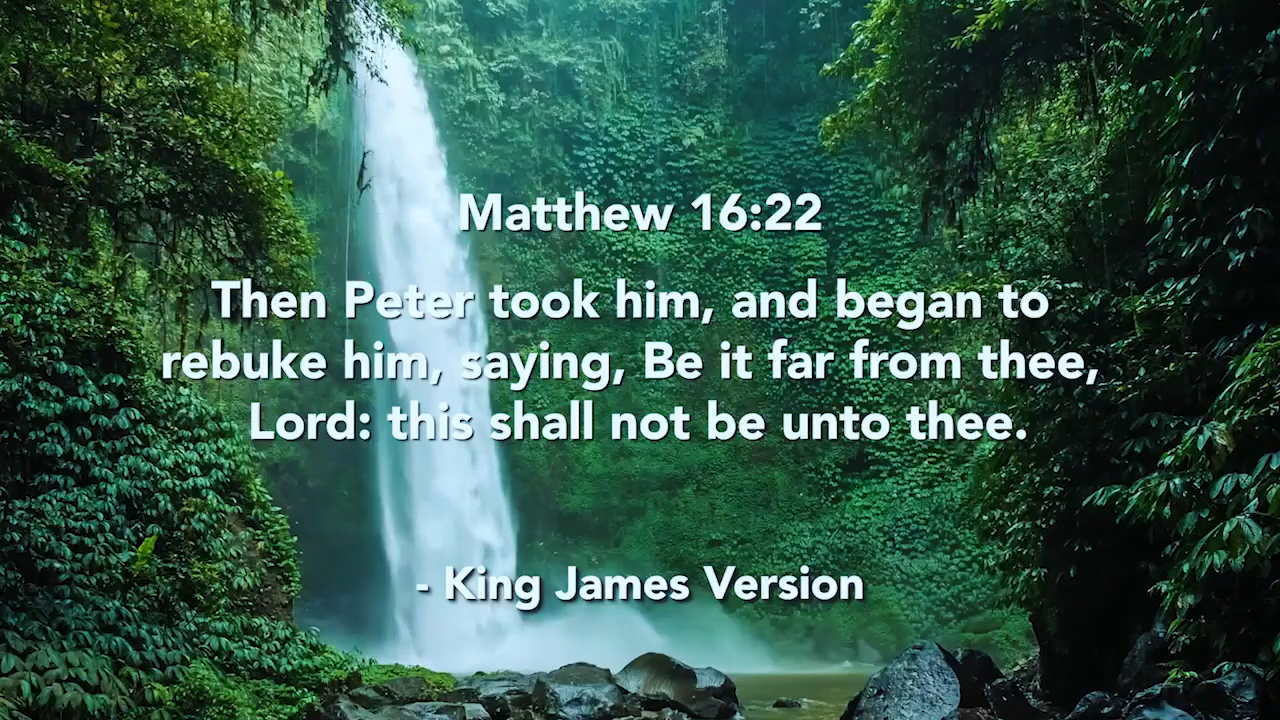 Matthew 16:22
Then Peter took him, and began to
rebuke him, saying, Be it far from thee,
Lord: this shall not be unto thee.
- King James Version